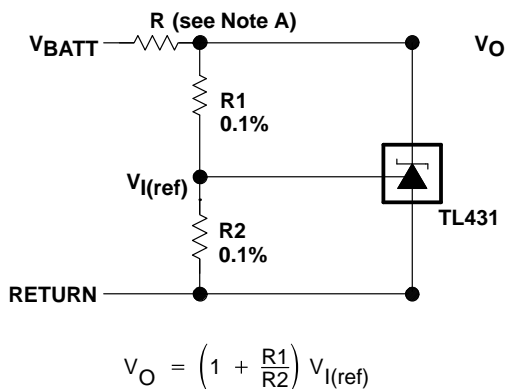 R (see Note A)
VBATT
VO
R1
0.1%
VI(ref)
R2
0.1%
TL431
RETURN
VO = (1 + R1/R2) VI(ref)